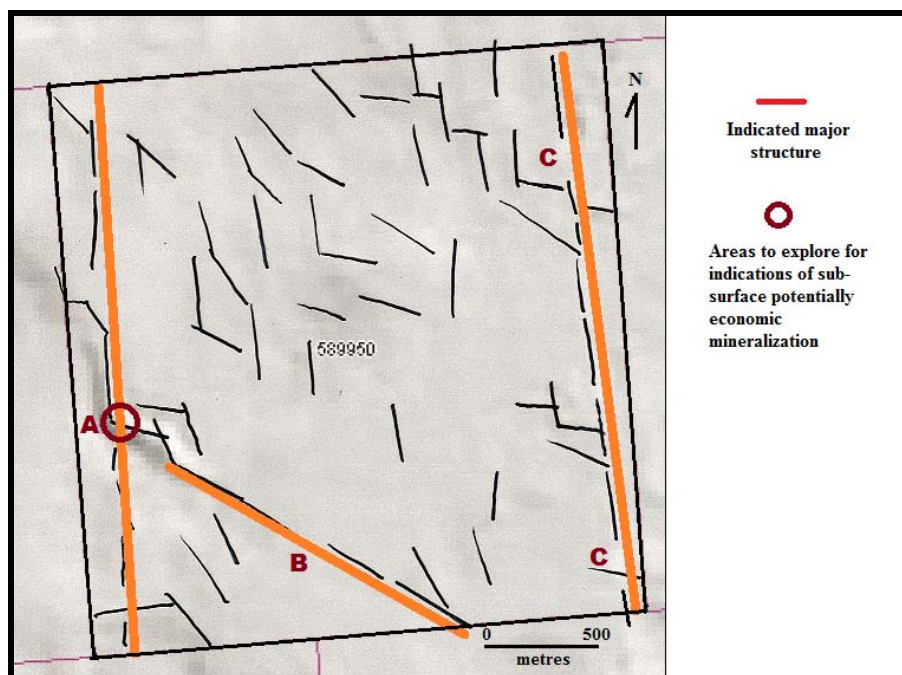 N
C
589950
A
B
C
0 500
metres
Indicated major
structure
Areas to explore for
indications of sub-
surface potentially
economic
mineralization